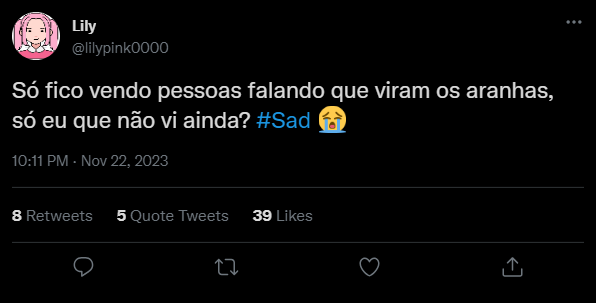 Lily
@lilypink0000
Só fico vendo pessoas falando que viram os aranhas,
só eu que não vi ainda? #Sad 😭
10:11 PM · Nov 22, 2023
8 Retweets 5 Quote Tweets 39 Likes